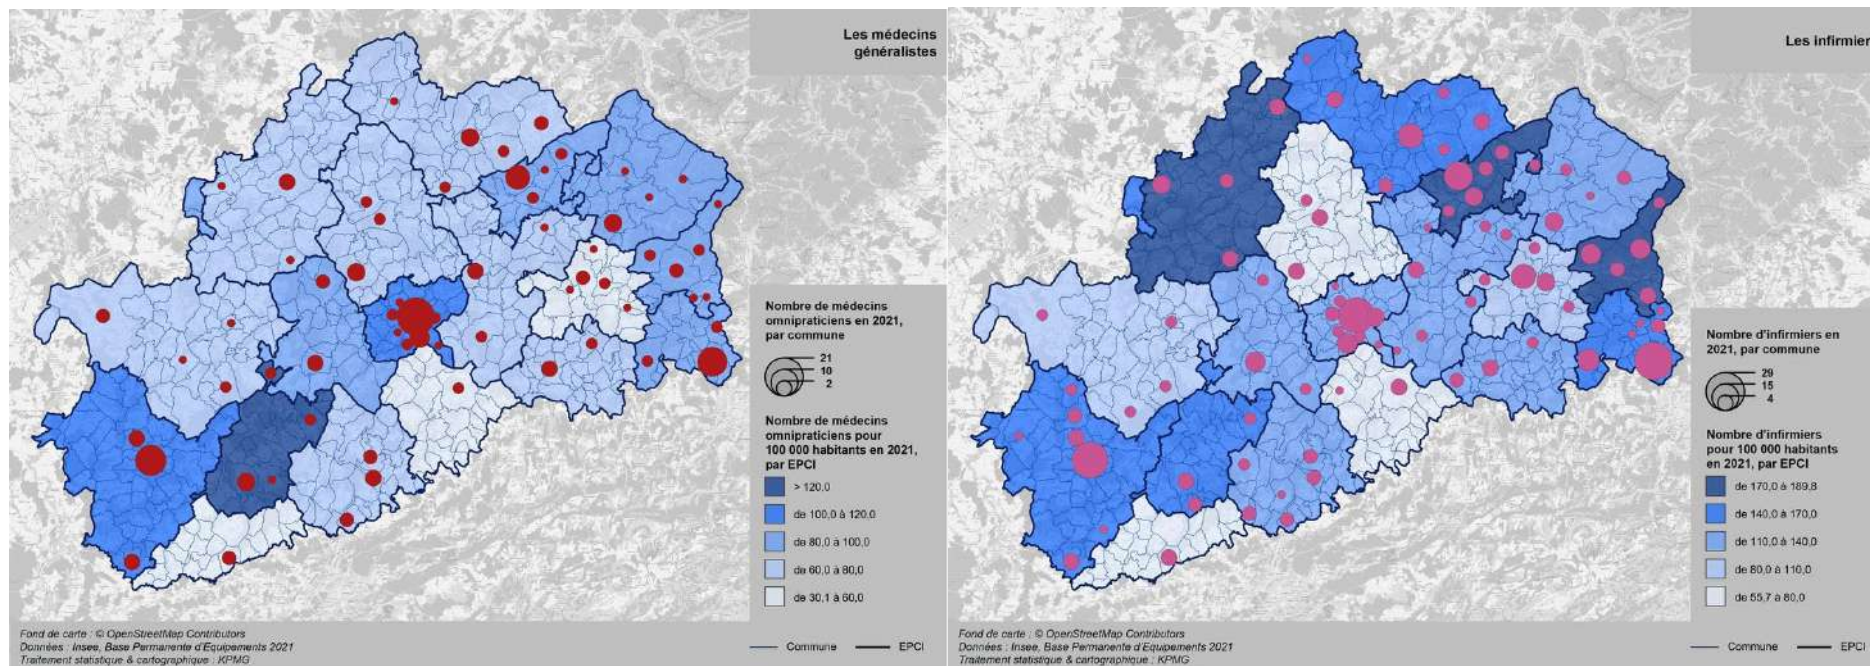 Les médecins
généralistes
Nombre de médecins
omnipraticiens en 2021,
par commune
21
10
2
Nombre de médecins
omnipraticiens pour
100 000 habitants en 2021,
par EPCI
> 120,0
de 100,0 à 120,0
de 80,0 à 100,0
de 60,0 à 80,0
de 30,1 à 60,0
Fond de carte : © OpenStreetMap Contributors
Données : Insee, Base Permanente d'Equipements 2021
Traitement statistique & cartographique : KPMG
Commune
EPCI
Les infirmier
Nombre d'infirmiers en
2021, par commune
29
15
4
Nombre d'infirmiers
pour 100 000 habitants
en 2021, par EPCI
de 170,0 à 189,8
de 140,0 à 170,0
de 110,0 à 140,0
de 80,0 à 110,0
de 55,7 à 80,0
Fond de carte : © OpenStreetMap Contributors
Données : Insee, Base Permanente d'Equipements 2021
Traitement statistique & cartographique : KPMG
Commune
EPCI